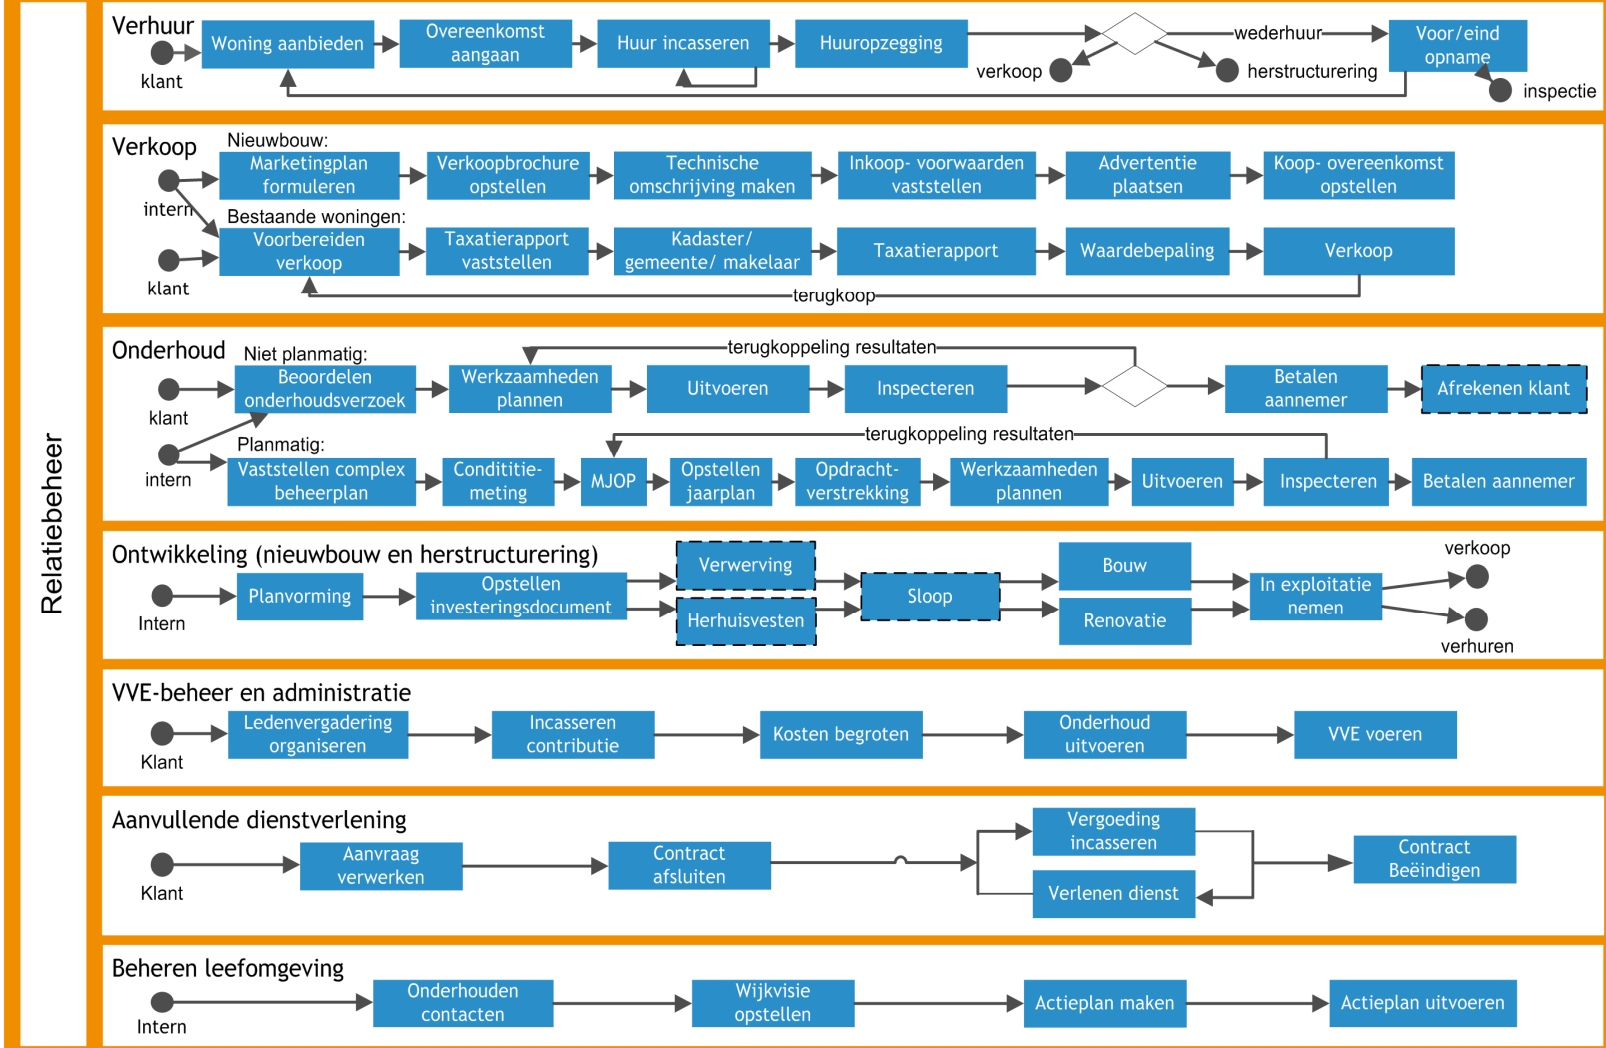 Relatiebeheer
Verhuur
klant
Woning aanbieden
Overeenkomst
aangaan
Huur incasseren
Huuropzegging
verkoop
herstructurering
wederhuur
Voor/eind
opname
inspectie
Verkoop
Nieuwbouw:
intern
Marketingplan
formuleren
Verkoopbrochure
opstellen
Technische
omschrijving maken
Inkoop- voorwaarden
vaststellen
Advertentie
plaatsen
Koop- overeenkomst
opstellen
Bestaande woningen:
klant
Voorbereiden
verkoop
Taxatierapport
vaststellen
Kadaster/
gemeente/ makelaar
Taxatierapport
Waardebepaling
Verkoop
terugkoop
Onderhoud
Niet planmatig:
terugkoppeling resultaten
klant
Beoordelen
onderhoudsverzoek
Werkzaamheden
plannen
Uitvoeren
Inspecteren
Betalen
aannemer
Afrekenen klant
Planmatig:
terugkoppeling resultaten
intern
Vaststellen complex
beheerplan
Condititie-
meting
MJOP
Opstellen
jaarplan
Opdracht-
verstrekking
Werkzaamheden
plannen
Uitvoeren
Inspecteren
Betalen aannemer
Ontwikkeling (nieuwbouw en herstructurering)
Intern
Planvorming
Opstellen
investeringsdocument
Verwerving
Herhuisvesten
Sloop
Bouw
Renovatie
In exploitatie
nemen
verkoop
verhuren
VVE-beheer en administratie
Klant
Ledenvergadering
organiseren
Incasseren
contributie
Kosten begroten
Onderhoud
uitvoeren
VVE voeren
Aanvullende dienstverlening
Klant
Aanvraag
verwerken
Contract
afsluiten
Vergoeding
incasseren
Verlenen dienst
Contract
Beëindigen
Beheren leefomgeving
Intern
Onderhouden
contacten
Wijkvisie
opstellen
Actieplan maken
Actieplan uitvoeren